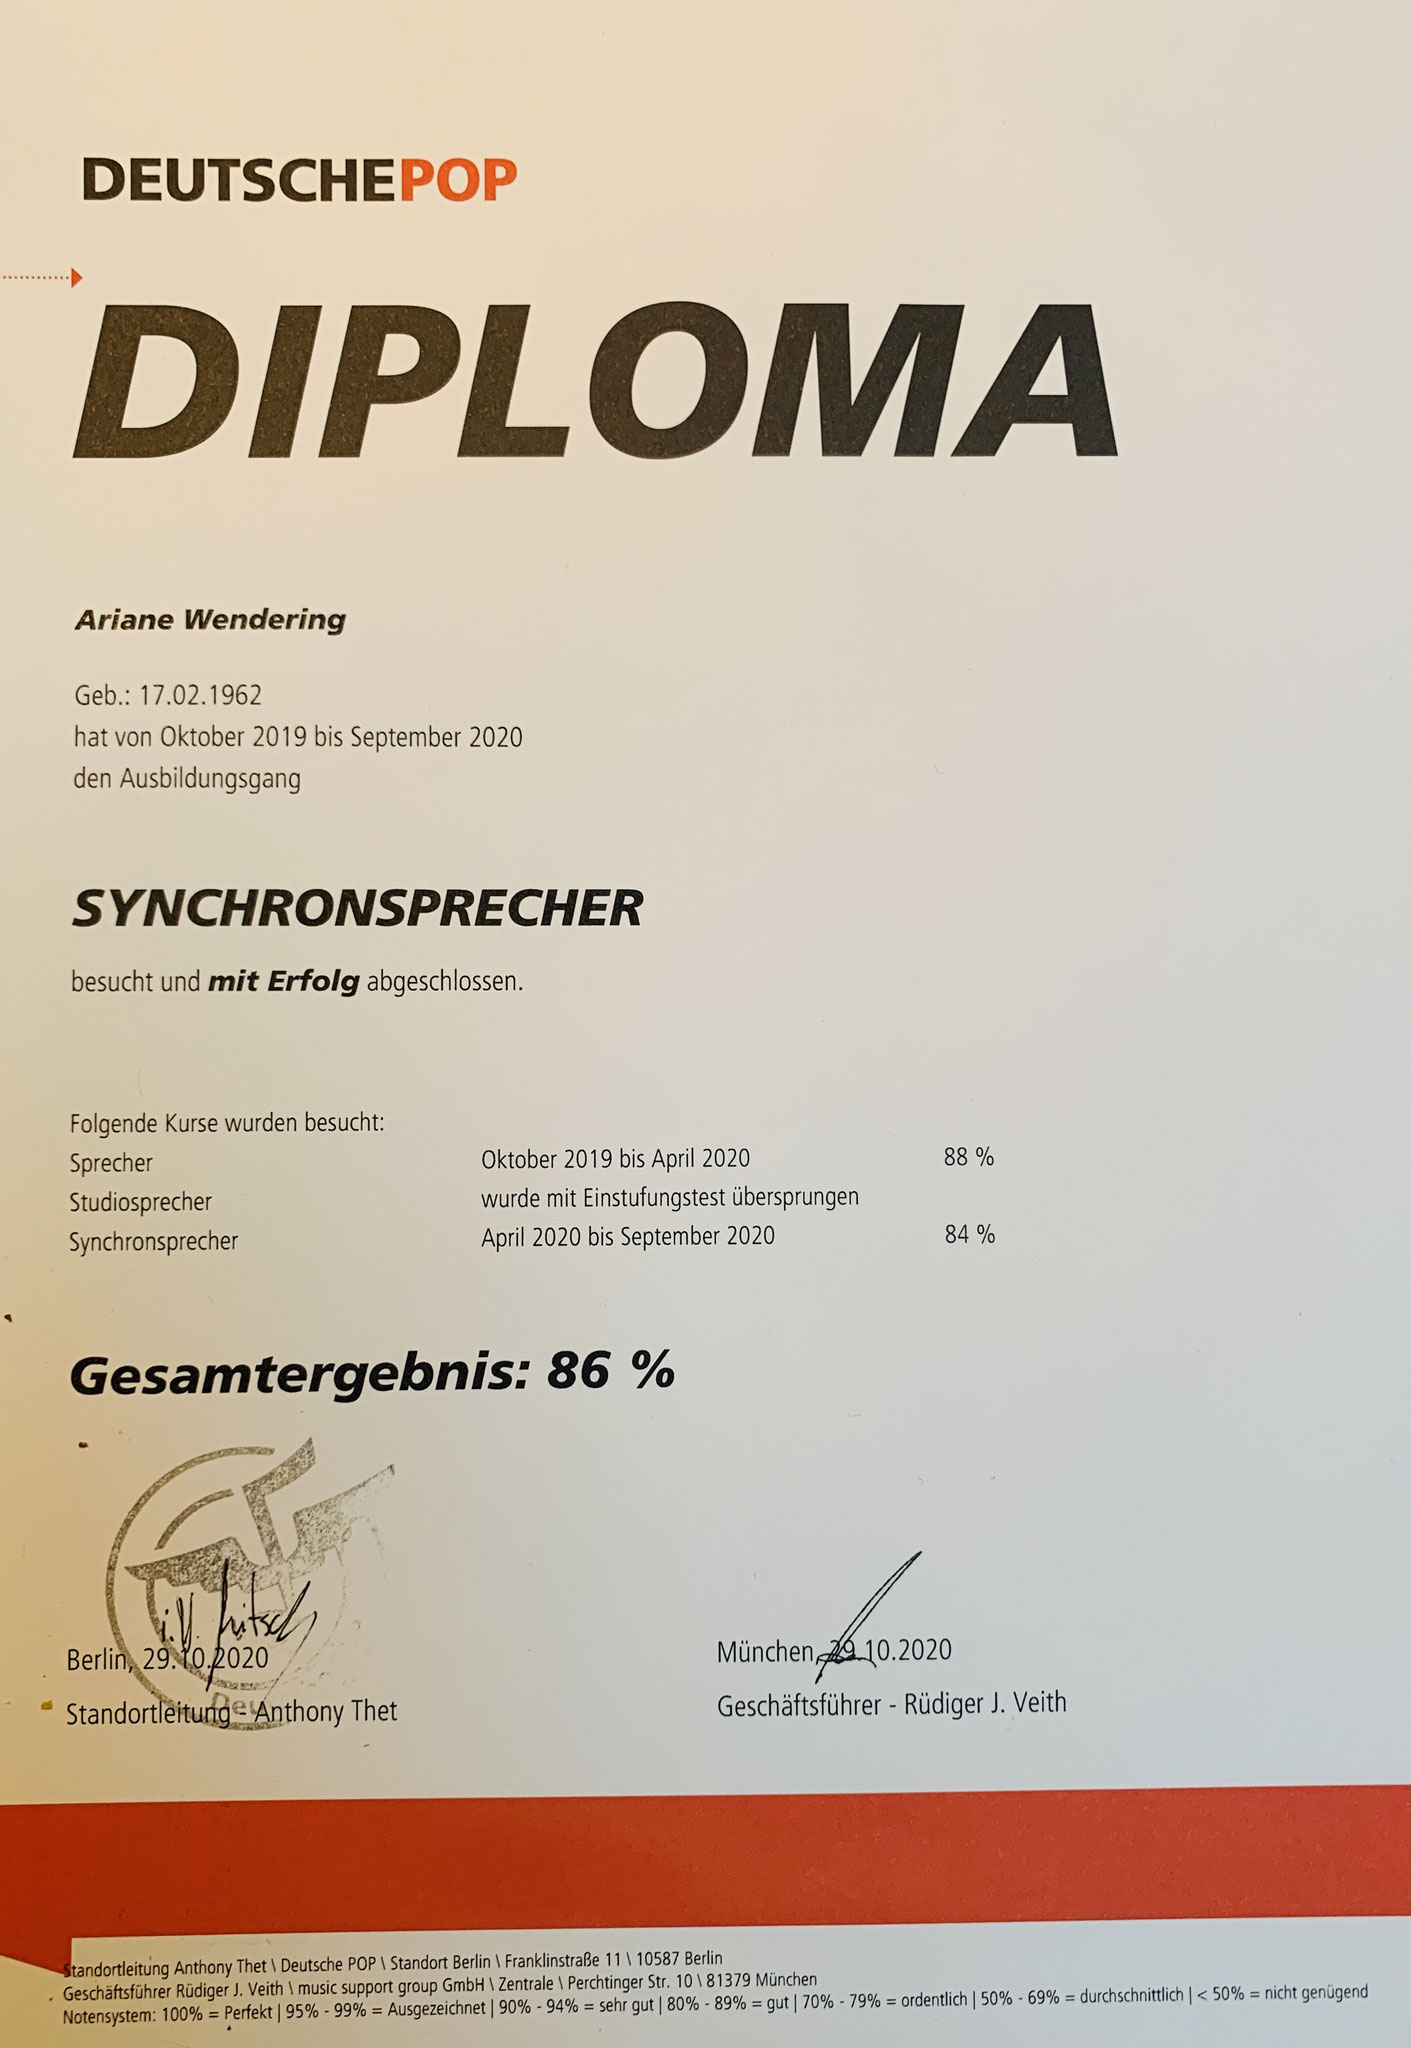 DEUTSCHEPOP
DIPLOMA
Ariane Wendering
Geb.: 17.02.1962
hat von Oktober 2019 bis September 2020
den Ausbildungsgang
SYNCHRONSPRECHER
besucht und mit Erfolg abgeschlossen.
Folgende Kurse wurden besucht:
Sprecher Oktober 2019 bis April 2020 88 %
Studiosprecher wurde mit Einstufungstest übersprungen
Synchronsprecher April 2020 bis September 2020 84 %
Gesamtergebnis: 86 %
i.V.
Berlin, 29.10.2020 München, 29.10.2020
Standortleitung - Anthony Thet Geschäftsführer - Rüdiger J. Veith
Standortleitung Anthony Thet \ Deutsche POP \ Standort Berlin \ Franklinstraße 11 \ 10587 Berlin
Geschäftsführer Rüdiger J. Veith \ music support group GmbH \ Zentrale \ Perchtinger Str. 10 \ 81379 München
Notensystem: 100% = Perfekt | 95% - 99% = Ausgezeichnet | 90% - 94% = sehr gut | 80% - 89% = gut | 70% - 79% = ordentlich | 50% - 69% = durchschnittlich | < 50% = nicht genügend